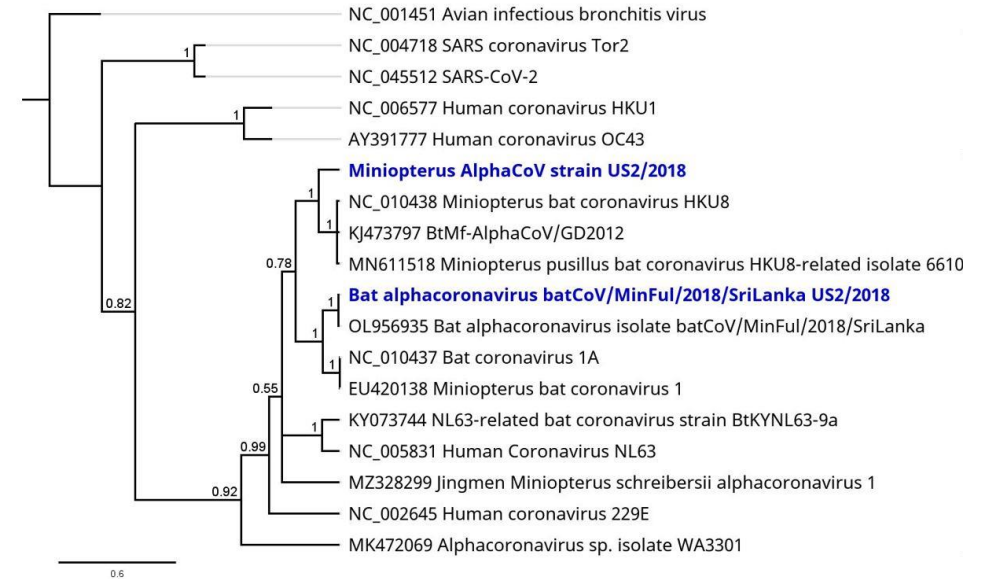 NC_001451 Avian infectious bronchitis virus
1
NC_004718 SARS coronavirus Tor2
NC_045512 SARS-CoV-2
1
NC_006577 Human coronavirus HKU1
AY391777 Human coronavirus OC43
Miniopterus AlphaCoV strain US2/2018
1
NC_010438 Miniopterus bat coronavirus HKU8
1
KJ473797 BtMf-AlphaCoV/GD2012
0.78
MN611518 Miniopterus pusillus bat coronavirus HKU8-related isolate 6610
Bat alphacoronavirus batCoV/MinFul/2018/SriLanka US2/2018
1
OL956935 Bat alphacoronavirus isolate batCoV/MinFul/2018/SriLanka
0.82
1
NC_010437 Bat coronavirus 1A
1
EU420138 Miniopterus bat coronavirus 1
0.55
KY073744 NL63-related bat coronavirus strain BtKYNL63-9a
1
NC_005831 Human Coronavirus NL63
0.99
MZ328299 Jingmen Miniopterus schreibersii alphacoronavirus 1
0.92
NC_002645 Human coronavirus 229E
MK472069 Alphacoronavirus sp. isolate WA3301
0.6